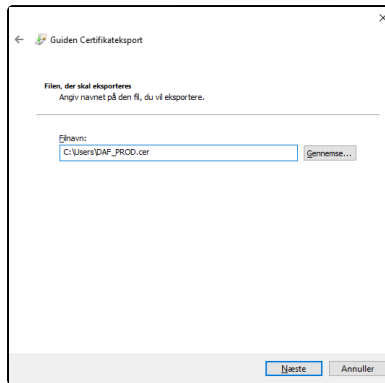 Guiden Certifikateksport
Filen, der skal eksporteres
Angiv navnet på den fil, du vil eksportere.
Filnavn:
C:\Users\DAF_PROD.cer
Gennemse...
Næste
Annuller